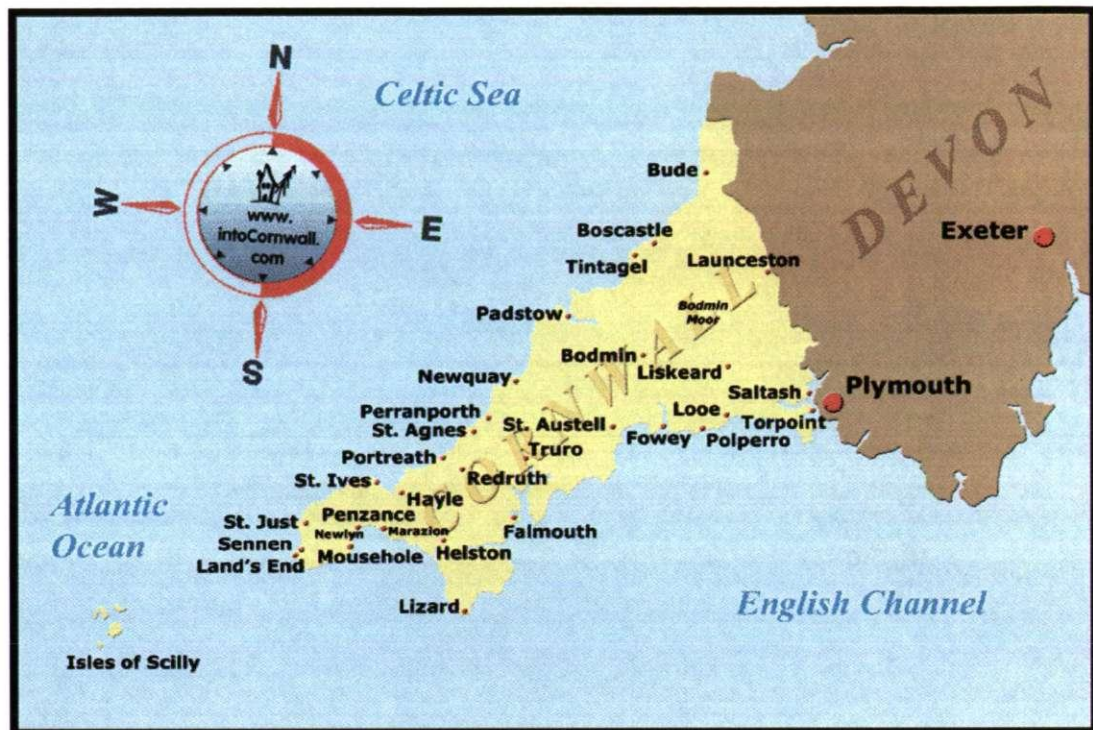 N
Celtic Sea
W
E
S
www.
intoCornwall.
com
DEVON
Exeter
Bude
Boscastle
Tintagel
Launceston
Padstow
Bodmin
Moor
CORNWALL
Bodmin
Liskeard
Newquay
Saltash
Plymouth
Perranporth
St. Agnes
St. Austell
Looe
Torpoint
Fowey
Polperro
Portreath
Truro
Redruth
St. Ives
Hayle
Atlantic
Ocean
St. Just
Penzance
Newlyn
Marazion
Falmouth
Sennen
Mousehole
Helston
Land's End
Lizard
English Channel
Isles of Scilly